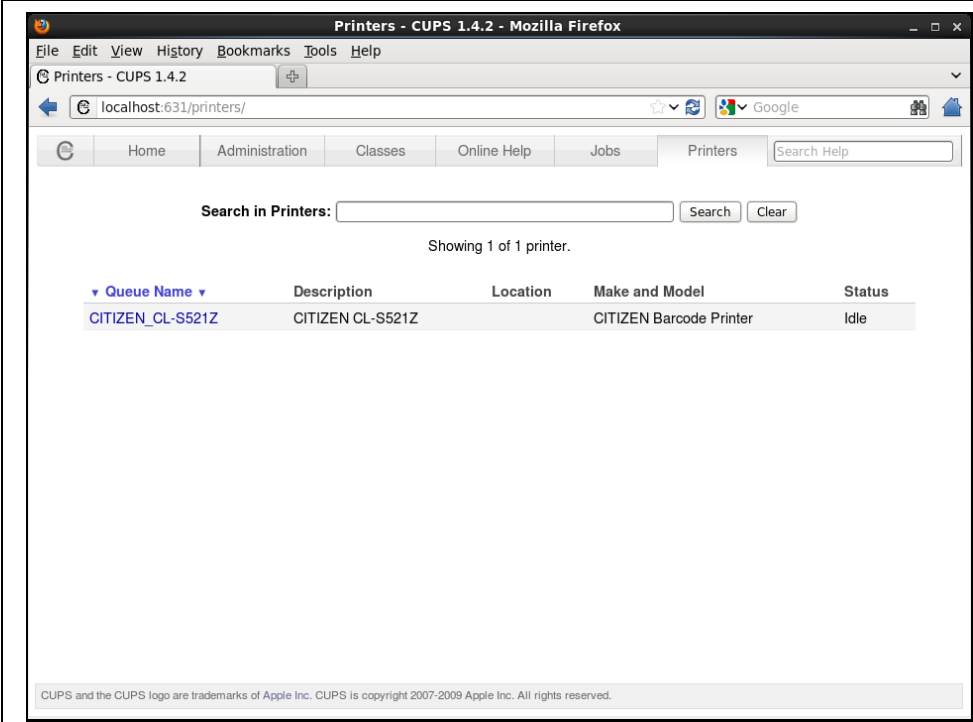 Printers - CUPS 1.4.2 - Mozilla Firefox
File Edit View History Bookmarks Tools Help
Printers - CUPS 1.4.2
localhost:631/printers/ Google
Home Administration Classes Online Help Jobs Printers Search Help
Search in Printers: Search Clear
Showing 1 of 1 printer.
▼ Queue Name ▼ Description Location Make and Model Status
CITIZEN_CL-S521Z CITIZEN CL-S521Z CITIZEN Barcode Printer Idle
CUPS and the CUPS logo are trademarks of Apple Inc. CUPS is copyright 2007-2009 Apple Inc. All rights reserved.